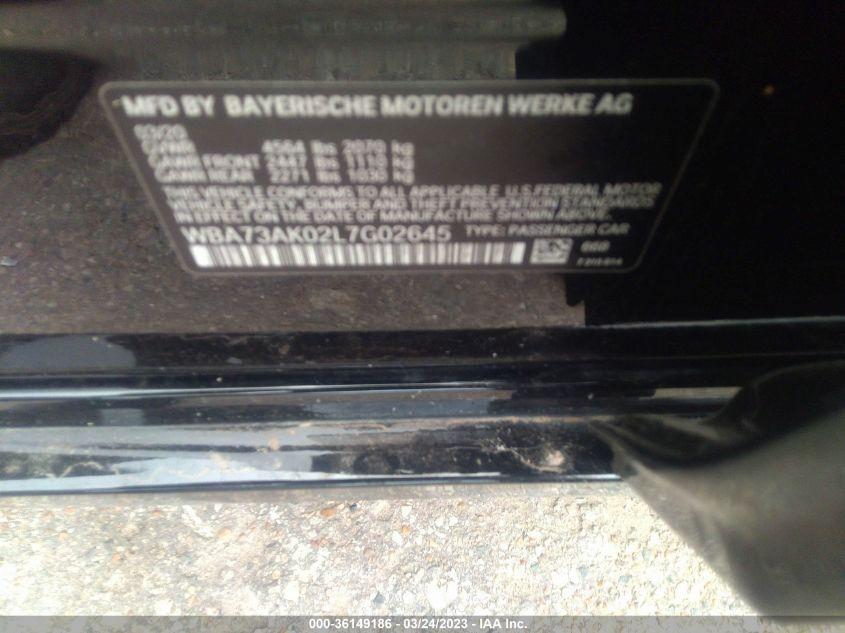 MFD BY BAYERISCHE MOTOREN WERKE AG
03/20
GVWR 4564 lbs 2070 kg
GAWR FRONT 2447 lbs 1110 kg
GAWR REAR 2271 lbs 1030 kg
THIS VEHICLE CONFORMS TO ALL APPLICABLE U.S.FEDERAL MOTOR
VEHICLE SAFETY, BUMPER AND THEFT PREVENTION STANDARDS
IN EFFECT ON THE DATE OF MANUFACTURE SHOWN ABOVE.
WBA73AK02L7G02645 TYPE: PASSENGER CAR
668
000-36149186 - 03/24/2023 - IAA Inc.